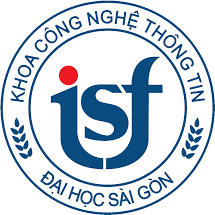 KHOA CÔNG NGHỆ THÔNG TIN
isf
ĐẠI HỌC SÀI GÒN